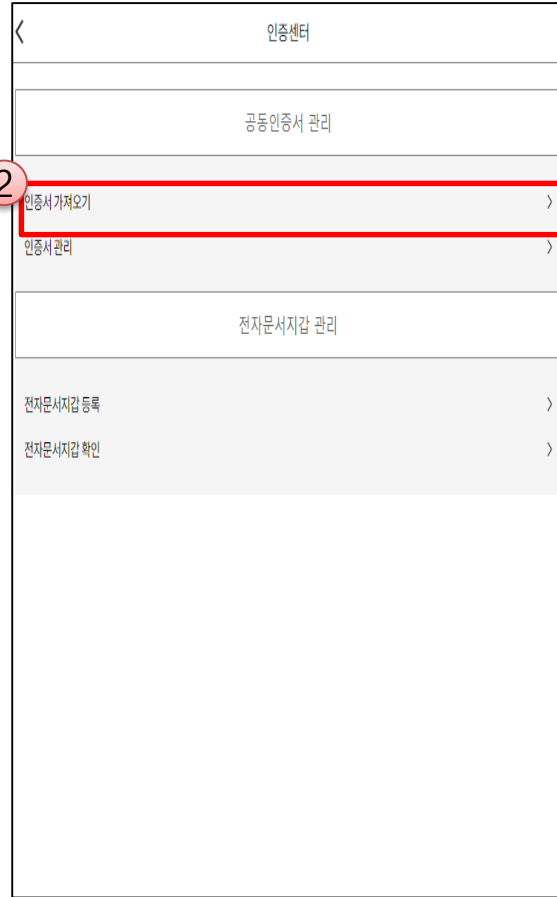 인증센터
공동인증서 관리
2
인증서 가져오기
인증서 관리
전자문서지갑 관리
전자문서지갑 등록
전자문서지갑 확인